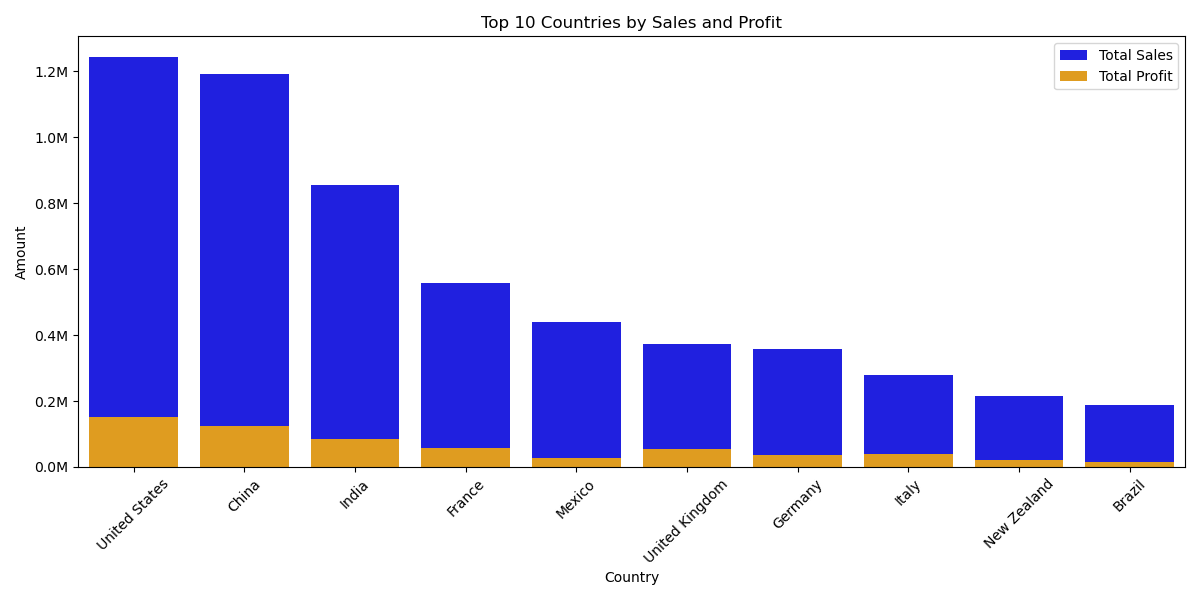 Top 10 Countries by Sales and Profit
Total Sales
Total Profit
Amount
1.2M
1.0M
0.8M
0.6M
0.4M
0.2M
0.0M
United States
China
India
France
Mexico
United Kingdom
Germany
Italy
New Zealand
Brazil
Country